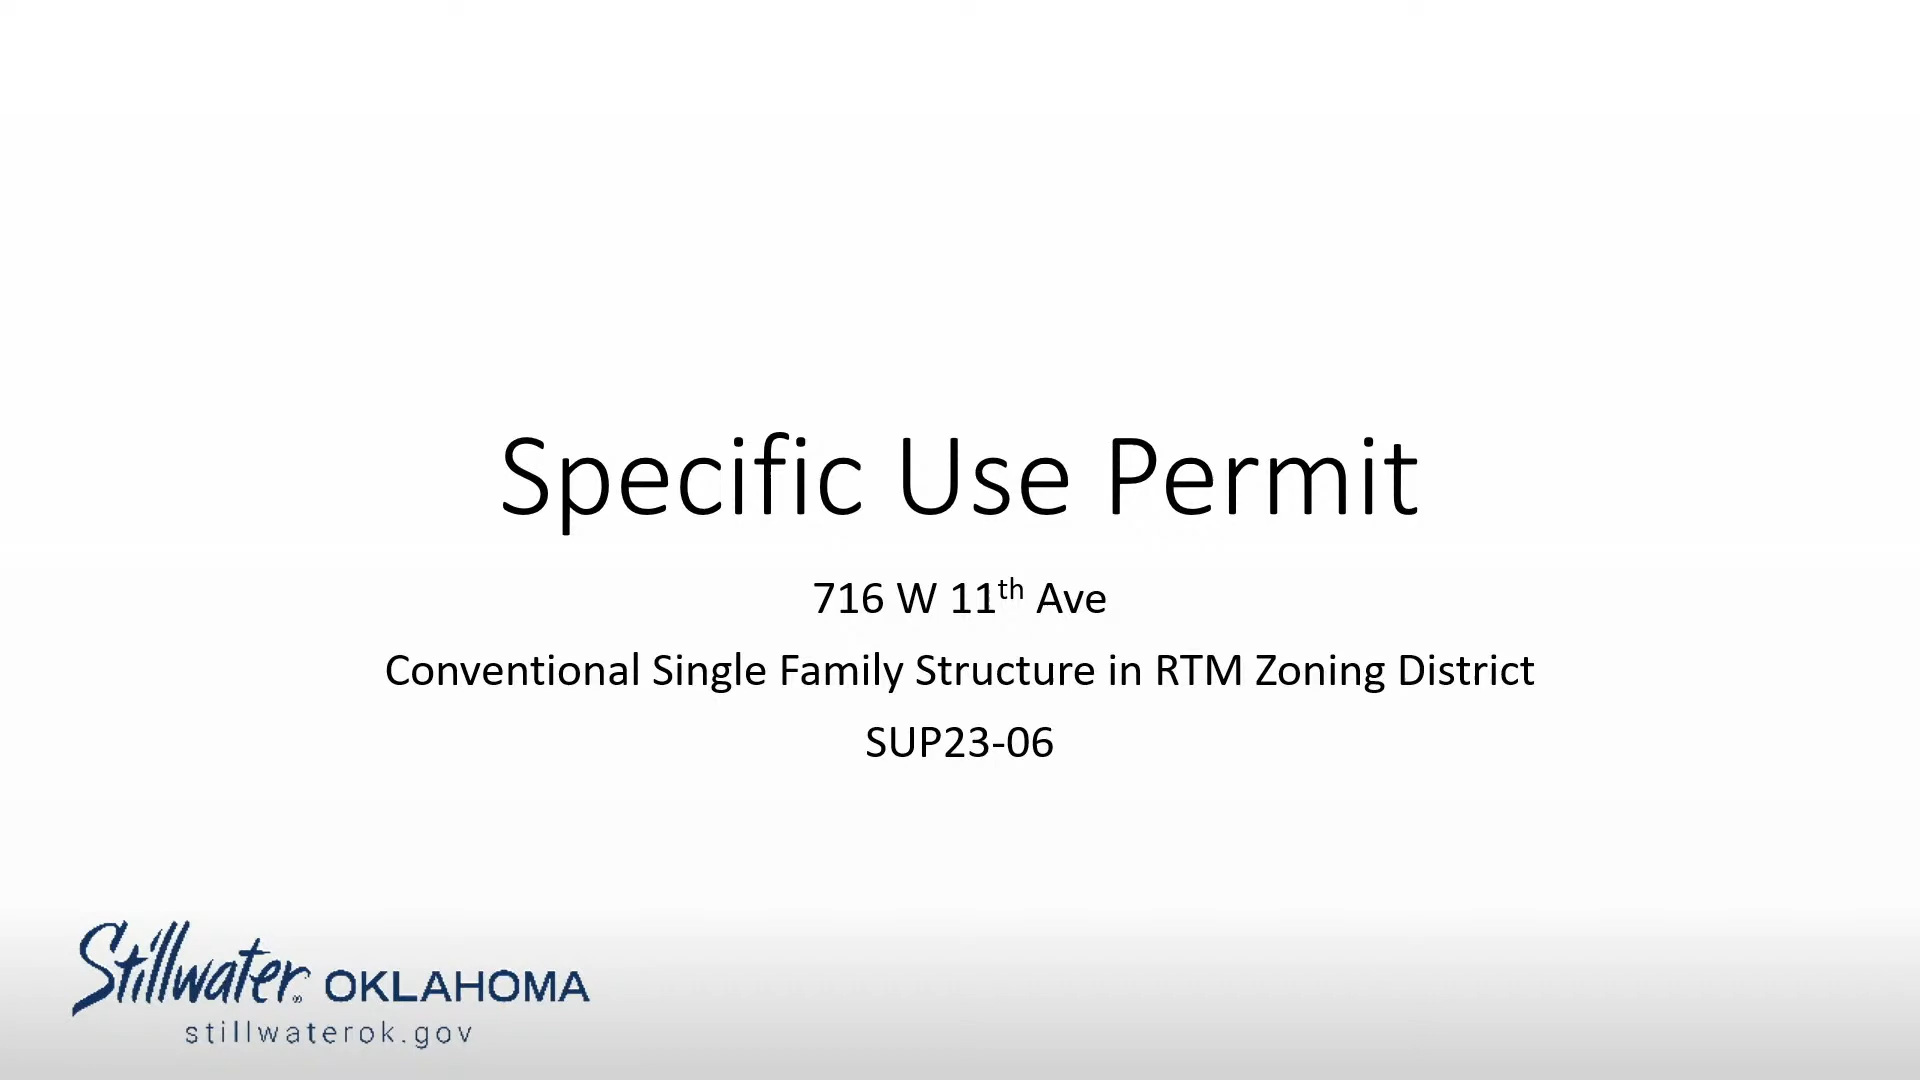 Specific Use Permit
716 W 11th Ave
Conventional Single Family Structure in RTM Zoning District
SUP23-06
Stillwater® OKLAHOMA
stillwaterok.gov